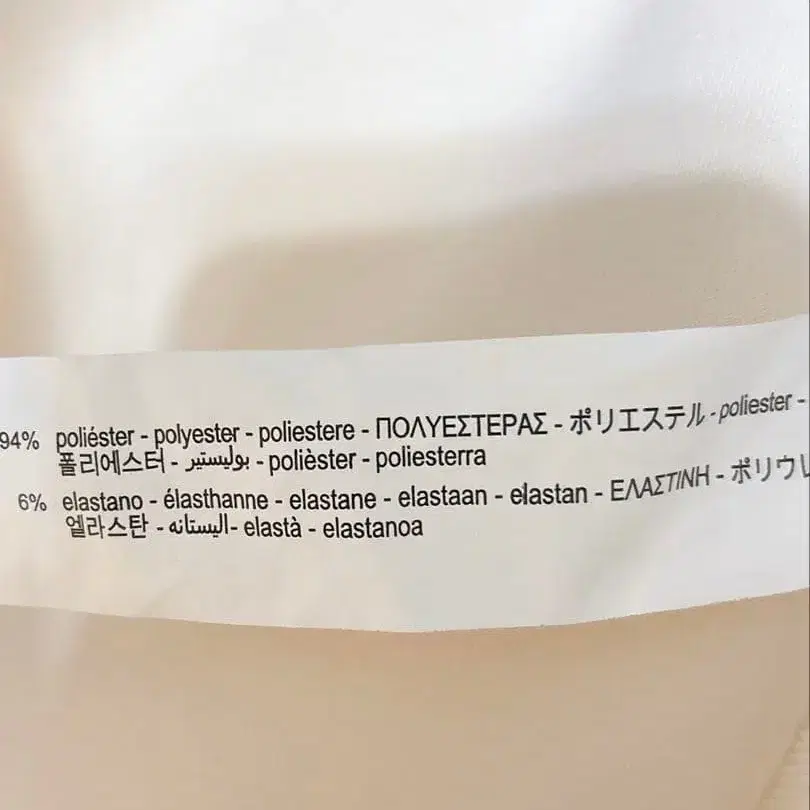 94% poliéster - polyester - poliestere - ΠΟΛΥΕΣΤΕΡΑΣ - ポリエステル - poliester -
폴리에스터 - بوليستير - polièster - poliesterra
6% elastano - élasthanne - elastane - elastaan - elastan - ΕΛΑΣΤΙΝΗ - ポリウレ
엘라스탄 - اليستانه - elastà - elastanoa